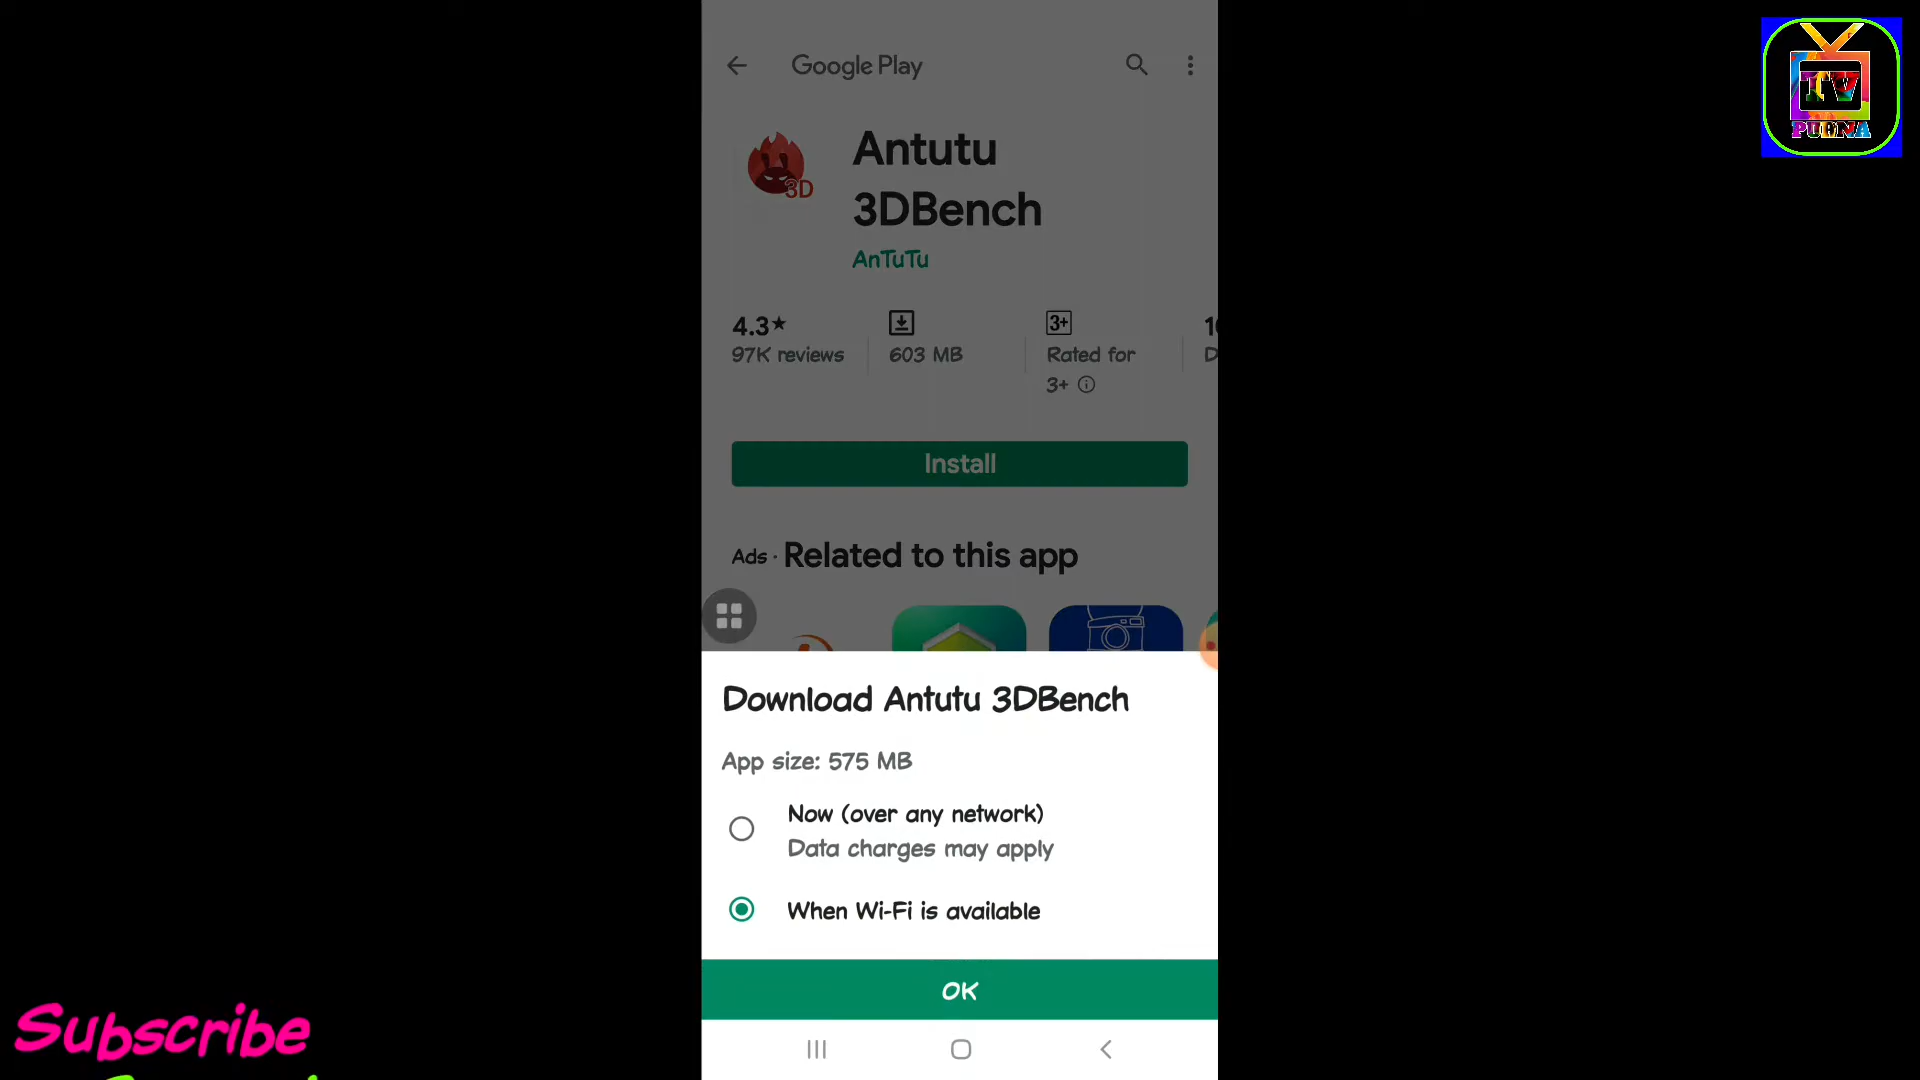 Google Play
TV
PURNA
Antutu
3DBench
3D
AnTuTu
4.3★
603 MB
3+
97K reviews
Rated for
3+
Install
Ads · Related to this app
Download Antutu 3DBench
App size: 575 MB
Now (over any network)
Data charges may apply
When Wi-Fi is available
OK
Subscribe